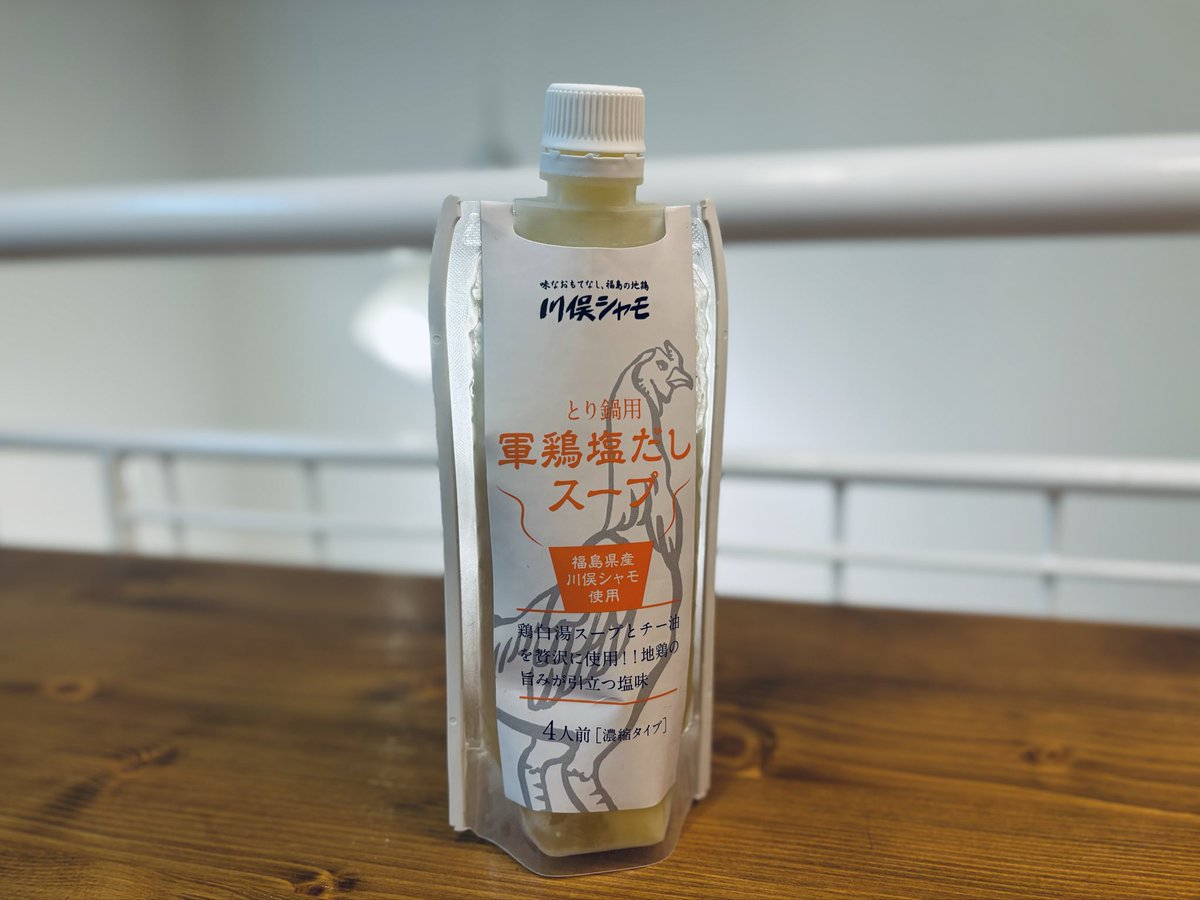 味なおもてなし、福島の地鶏
川俣シャモ
とり鍋用
軍鶏塩だし
スープ
福島県産
川俣シャモ
使用
鶏白湯スープとチー油
を贅沢に使用!!地鶏の
旨みが引立つ塩味
4人前[濃縮タイプ]